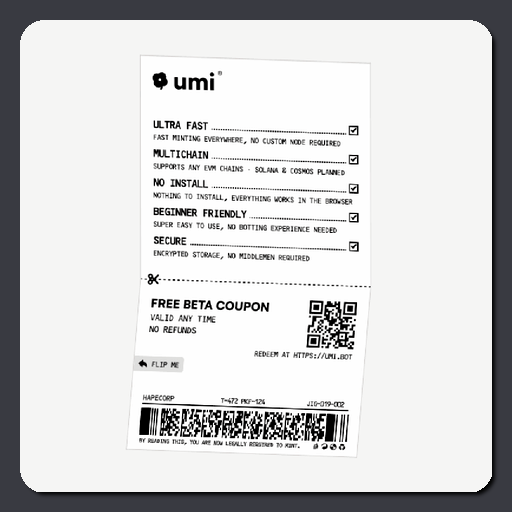 umi®
ULTRA FAST
FAST MINTING EVERYWHERE, NO CUSTOM NODE REQUIRED
MULTICHAIN
SUPPORTS ANY EVM CHAINS - SOLANA & COSMOS PLANNED
NO INSTALL
NOTHING TO INSTALL, EVERYTHING WORKS IN THE BROWSER
BEGINNER FRIENDLY
SUPER EASY TO USE, NO BOTTING EXPERIENCE NEEDED
SECURE
ENCRYPTED STORAGE, NO MIDDLEMEN REQUIRED
FREE BETA COUPON
VALID ANY TIME
NO REFUNDS
REDEEM AT HTTPS://UMI.BOT
FLIP ME
HAPECORP T-472 PKF-124 JIG-019-002
BY READING THIS, YOU ARE NOW LEGALLY REQUIRED TO MINT.